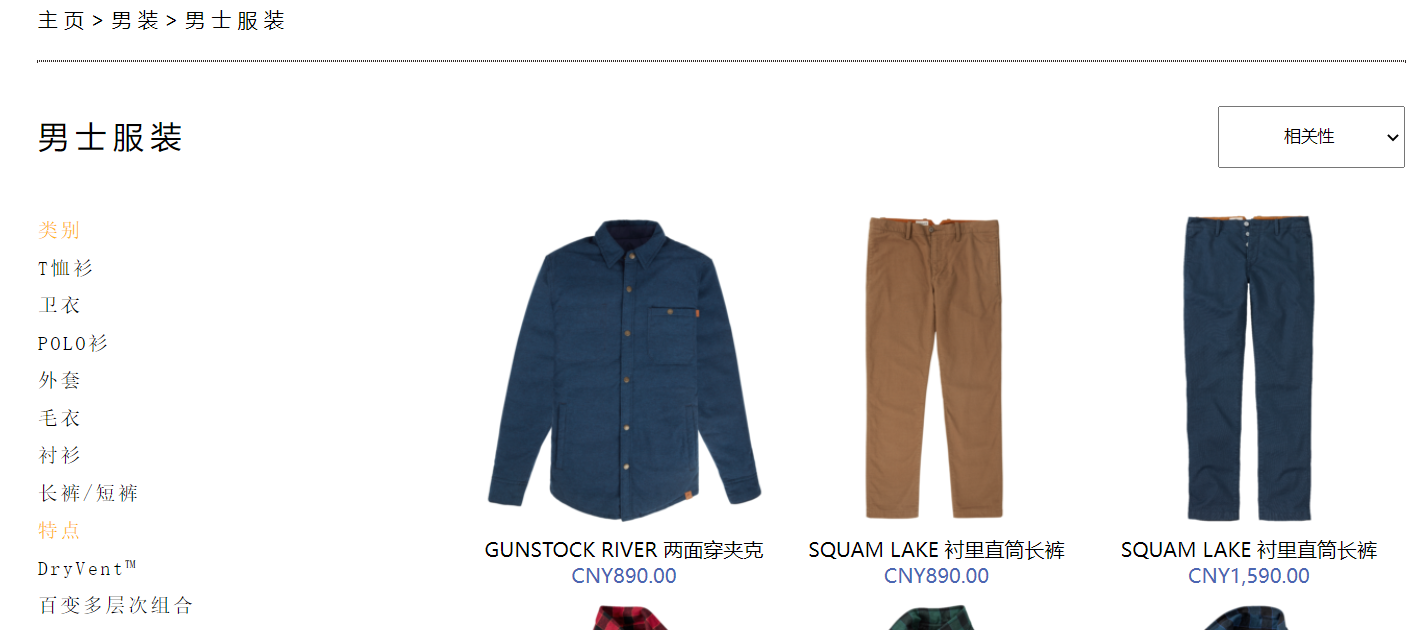 主页 > 男装 > 男士服装
男士服装
相关性
类别
T恤衫
卫衣
POLO衫
外套
毛衣
衬衫
长裤/短裤
特点
DryVent™
百变多层次组合
GUNSTOCK RIVER 两面穿夹克
CNY890.00
SQUAM LAKE 衬里直筒长裤
CNY890.00
SQUAM LAKE 衬里直筒长裤
CNY1,590.00